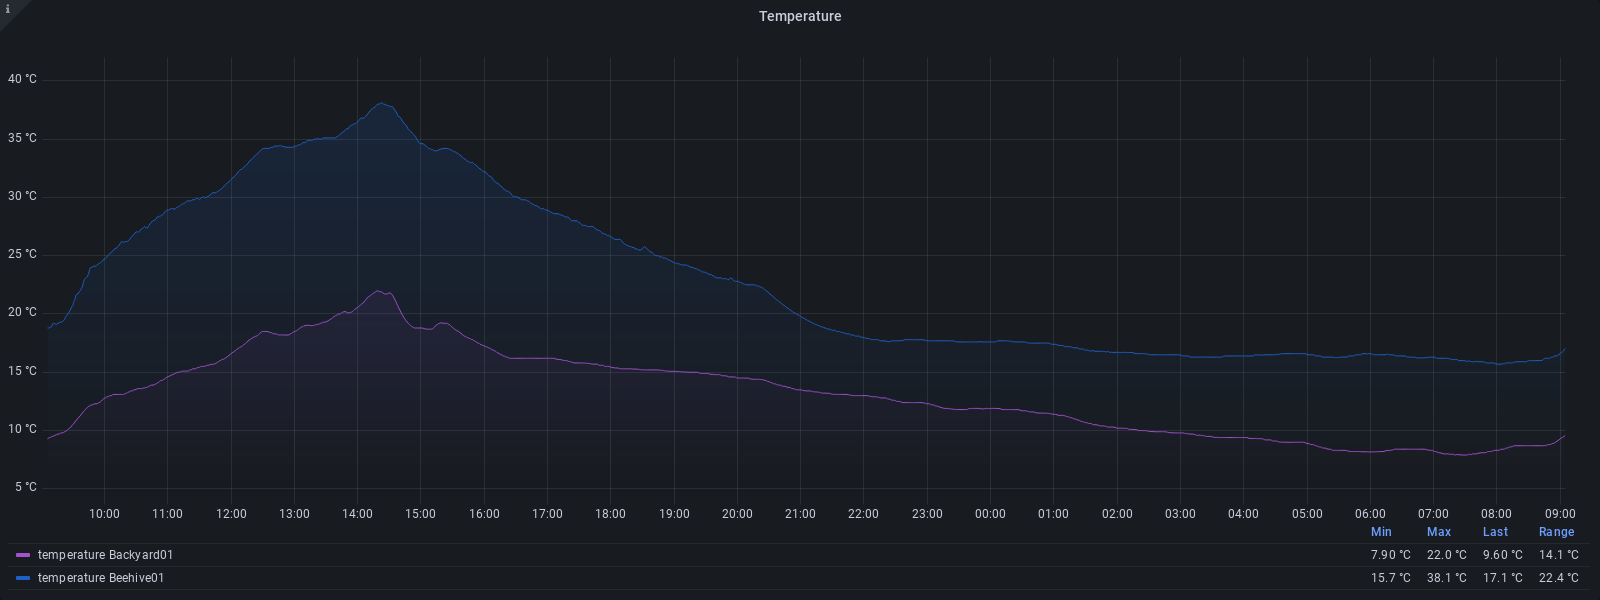 i
Temperature
40 °C
35 °C
30 °C
25 °C
20 °C
15 °C
10 °C
5 °C
10:00 11:00 12:00 13:00 14:00 15:00 16:00 17:00 18:00 19:00 20:00 21:00 22:00 23:00 00:00 01:00 02:00 03:00 04:00 05:00 06:00 07:00 08:00 09:00
Min Max Last Range
temperature Backyard01 7.90 °C 22.0 °C 9.60 °C 14.1 °C
temperature Beehive01 15.7 °C 38.1 °C 17.1 °C 22.4 °C